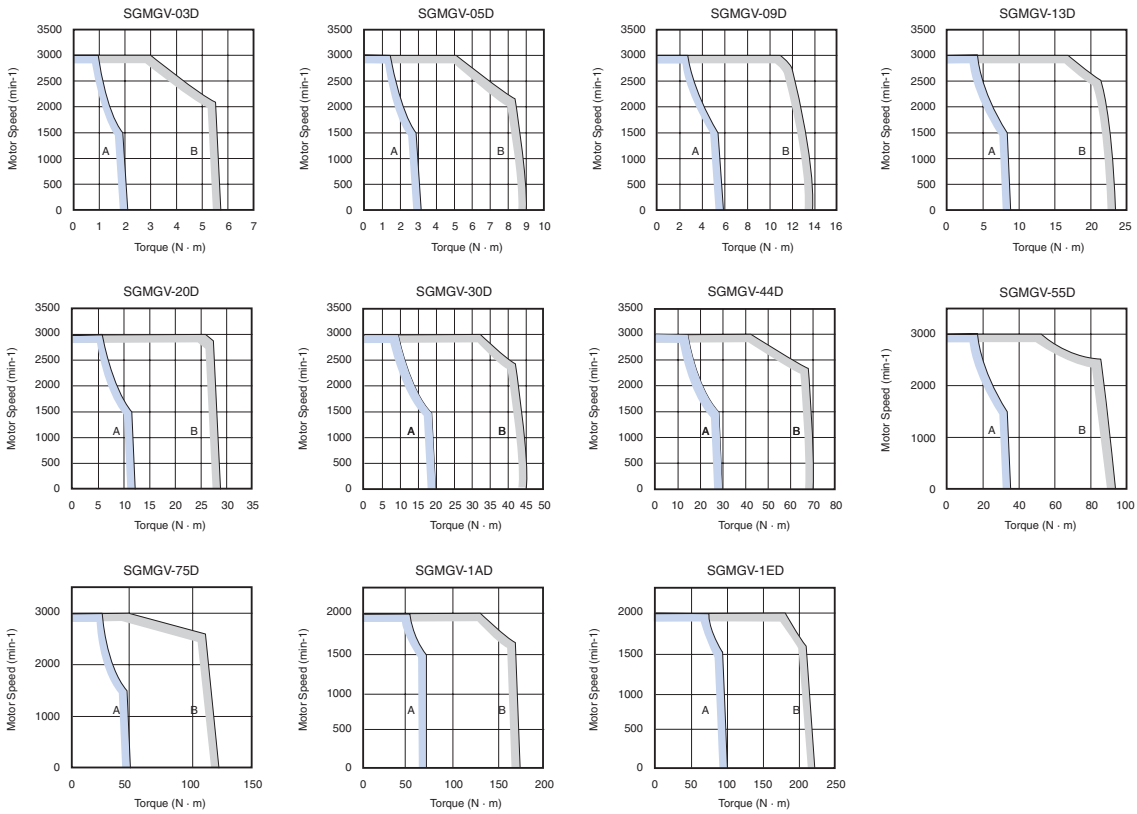 SGMGV-03D
Motor Speed (min-1)
3500
3000
2500
2000
1500
1000
500
0
A
B
0 1 2 3 4 5 6 7
Torque (N · m)
SGMGV-05D
Motor Speed (min-1)
3500
3000
2500
2000
1500
1000
500
0
A
B
0 1 2 3 4 5 6 7 8 9 10
Torque (N · m)
SGMGV-09D
Motor Speed (min-1)
3500
3000
2500
2000
1500
1000
500
0
A
B
0 2 4 6 8 10 11 12 14 16
Torque (N · m)
SGMGV-13D
Motor Speed (min-1)
3500
3000
2500
2000
1500
1000
500
0
A
B
0 5 10 15 20 25
Torque (N · m)
SGMGV-20D
Motor Speed (min-1)
3500
3000
2500
2000
1500
1000
500
0
A
B
0 5 10 15 20 25 30 35
Torque (N · m)
SGMGV-30D
Motor Speed (min-1)
3500
3000
2500
2000
1500
1000
500
0
A
B
0 5 10 15 20 25 30 35 40 45 50
Torque (N · m)
SGMGV-44D
Motor Speed (min-1)
3500
3000
2500
2000
1500
1000
500
0
A
B
0 10 20 30 40 50 60 70 80
Torque (N · m)
SGMGV-55D
Motor Speed (min-1)
3000
2000
1000
0
A
B
0 20 40 60 80 100
Torque (N · m)
SGMGV-75D
Motor Speed (min-1)
3000
2000
1000
0
A
B
0 50 100 150
Torque (N · m)
SGMGV-1AD
Motor Speed (min-1)
2000
1500
1000
500
0
A
B
0 50 100 150 200
Torque (N · m)
SGMGV-1ED
Motor Speed (min-1)
2000
1500
1000
500
0
A
B
0 50 100 150 200 250
Torque (N · m)